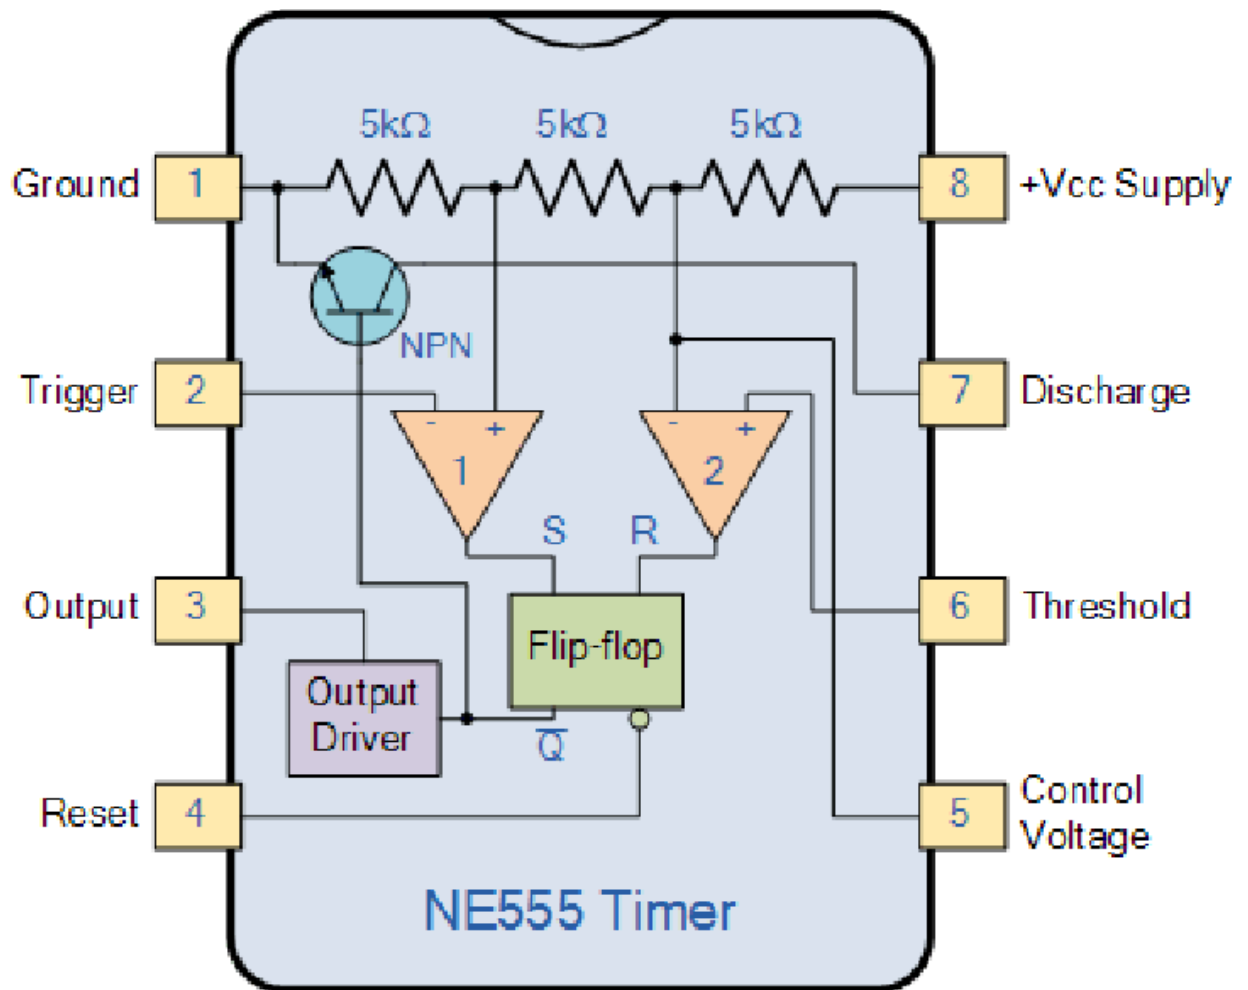 5kΩ 5kΩ 5kΩ
Ground 1 8 +Vcc Supply
NPN
Trigger 2 7 Discharge
- + - +
1 2
S R
Output 3 6 Threshold
Flip-flop
Output
Driver
Q̅
Reset 4 5 Control
Voltage
NE555 Timer